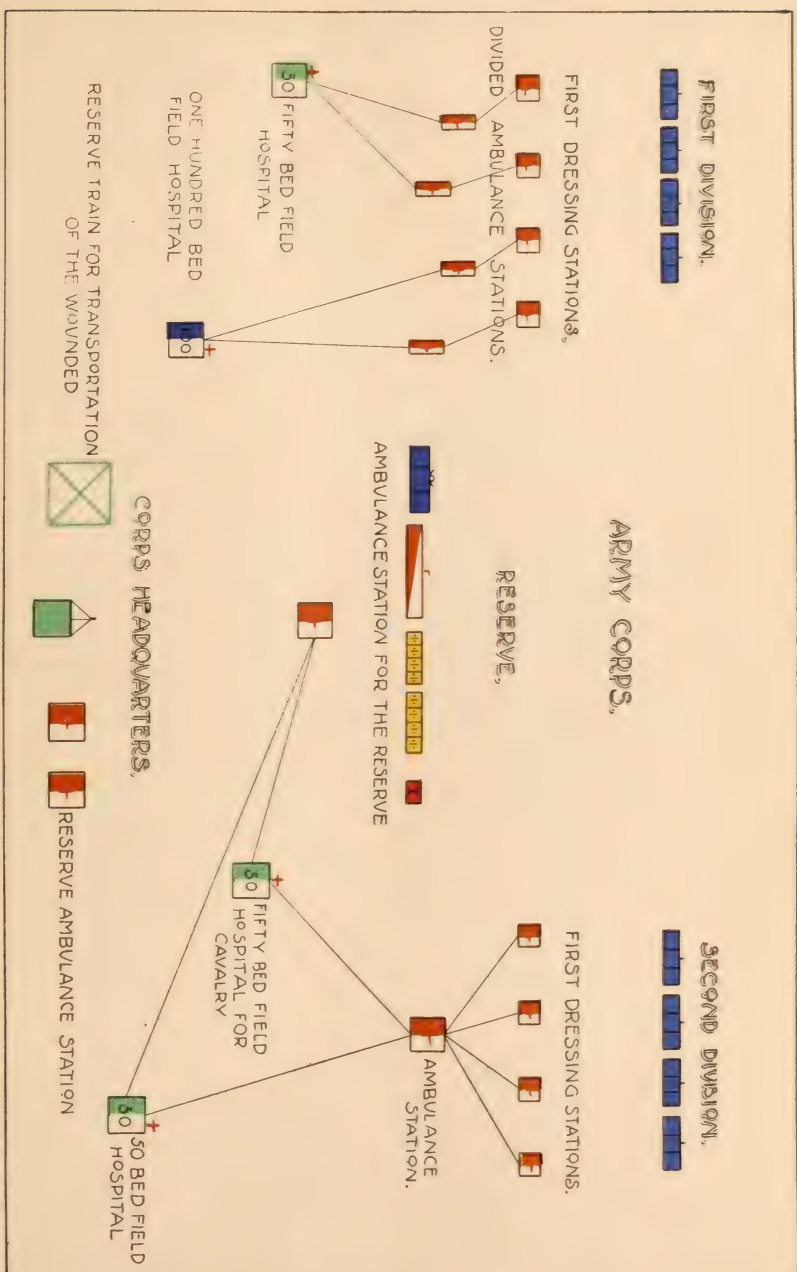 ARMY CORPS.
FIRST DIVISION.
SECOND DIVISION.
FIRST DRESSING STATIONS,
FIRST DRESSING STATIONS.
RESERVE,
DIVIDED AMBULANCE STATIONS.
AMBULANCE STATION FOR THE RESERVE
AMBULANCE
STATION.
50 FIFTY BED FIELD
HOSPITAL
50 FIFTY BED FIELD
HOSPITAL FOR
CAVALRY
ONE HUNDRED BED
FIELD HOSPITAL
100
50 50 BED FIELD
HOSPITAL
CORPS HEADQVARTERS,
RESERVE TRAIN FOR TRANSPORTATION
OF THE WOVNDED
RESERVE AMBULANCE STATION